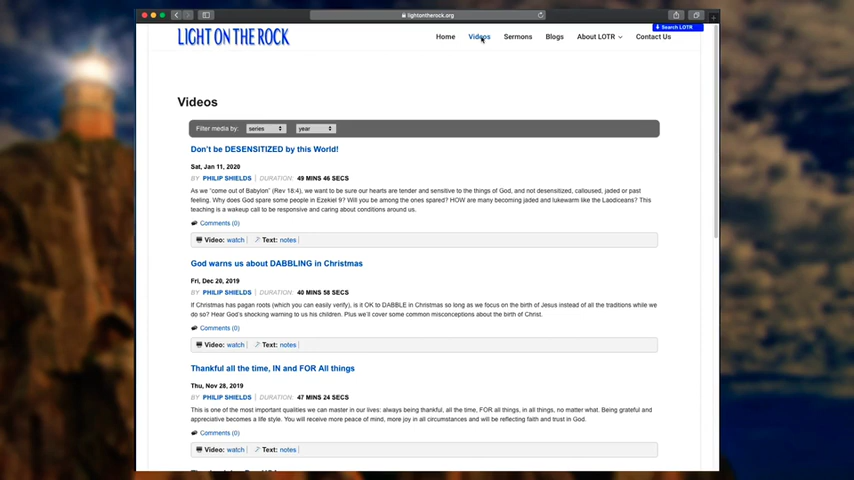 lightontherock.org
LIGHT ON THE ROCK
Search LOTR
Home Videos Sermons Blogs About LOTR Contact Us
Videos
Filter media by: series year
Don't be DESENSITIZED by this World!
Sat, Jan 11, 2020
BY PHILIP SHIELDS | DURATION: 49 MINS 46 SECS
As we "come out of Babylon" (Rev 18:4), we want to be sure our hearts are tender and sensitive to the things of God, and not desensitized, calloused, jaded or past
feeling. Why does God spare some people in Ezekiel 9? Will you be among the ones spared? HOW are many becoming jaded and lukewarm like the Laodiceans? This
teaching is a wakeup call to be responsive and caring about conditions around us.
Comments (0)
Video: watch | Text: notes |
God warns us about DABBLING in Christmas
Fri, Dec 20, 2019
BY PHILIP SHIELDS | DURATION: 40 MINS 58 SECS
If Christmas has pagan roots (which you can easily verify), is it OK to DABBLE in Christmas so long as we focus on the birth of Jesus instead of all the traditions while we
do so? Hear God's shocking warning to us his children. Plus we'll cover some common misconceptions about the birth of Christ.
Comments (0)
Video: watch | Text: notes |
Thankful all the time, IN and FOR All things
Thu, Nov 28, 2019
BY PHILIP SHIELDS | DURATION: 47 MINS 24 SECS
This is one of the most important qualities we can master in our lives: always being thankful, all the time, FOR all things, in all things, no matter what. Being grateful and
appreciative becomes a life style. You will receive more peace of mind, more joy in all circumstances and will be reflecting faith and trust in God.
Comments (0)
Video: watch | Text: notes |